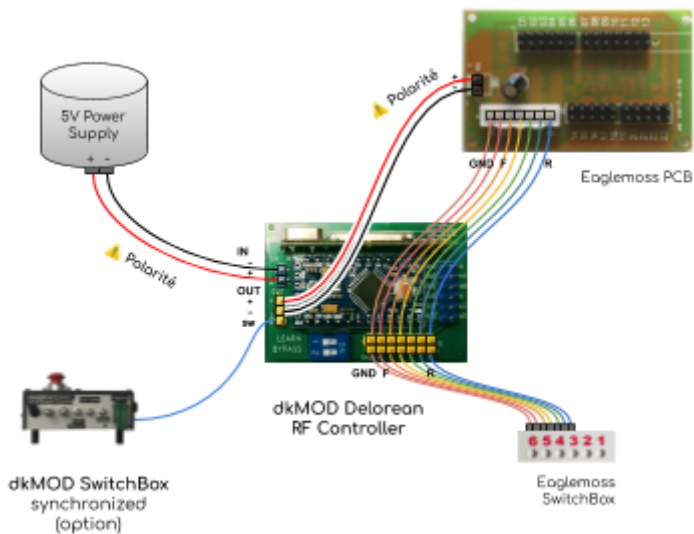 5V Power
Supply
+ -
Polarité
+
-
GND F R
Eaglemoss PCB
Polarité
IN
-
+
OUT
+
-
SW
LEARN
BYPASS
GND F R
dkMOD Delorean
RF Controller
6 5 4 3 2 1
Eaglemoss
SwitchBox
dkMOD SwitchBox
synchronized
(option)